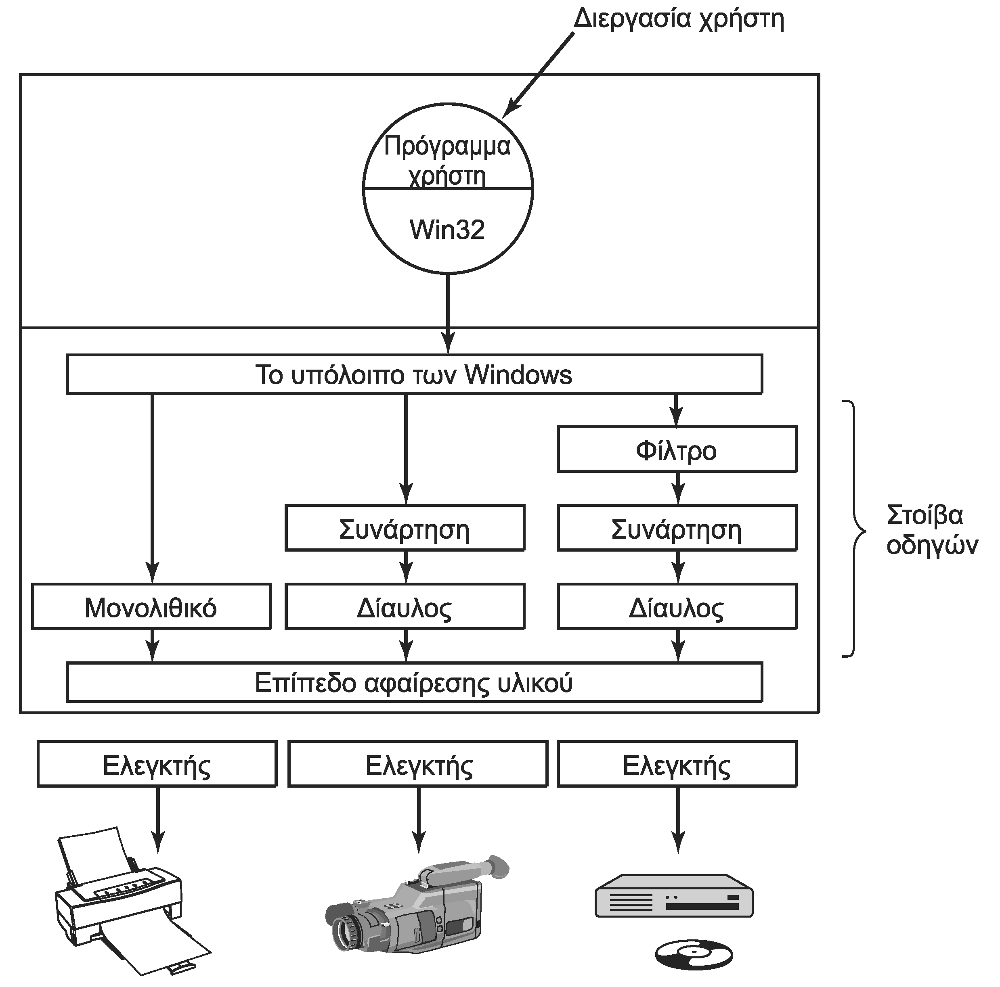 Διεργασία χρήστη
Πρόγραμμα
χρήστη
Win32
Το υπόλοιπο των Windows
Φίλτρο
Συνάρτηση
Συνάρτηση
Στοίβα
οδηγών
Μονολιθικό
Δίαυλος
Δίαυλος
Επίπεδο αφαίρεσης υλικού
Ελεγκτής
Ελεγκτής
Ελεγκτής